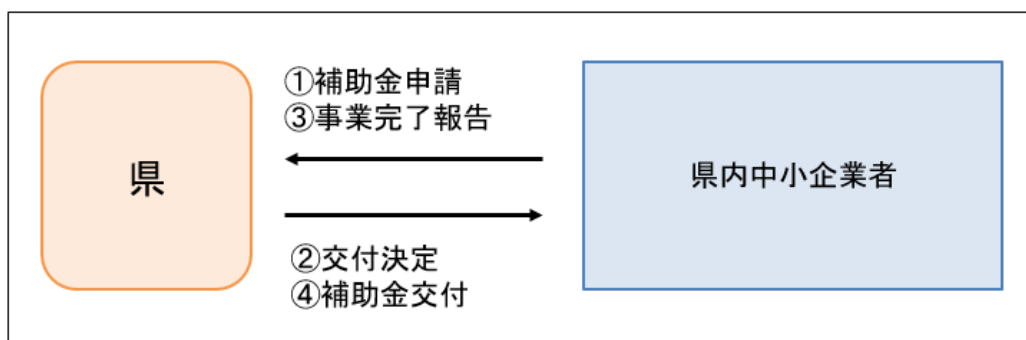 ①補助金申請
③事業完了報告
県
県内中小企業者
②交付決定
④補助金交付